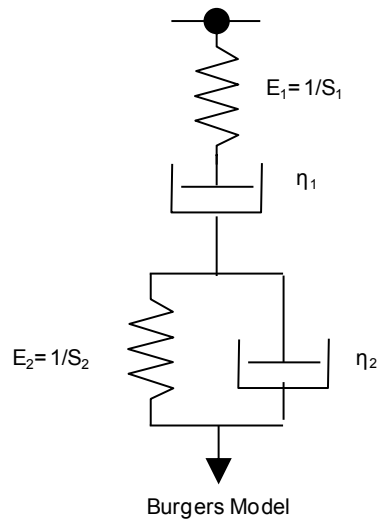 E₁= 1/S₁
η₁
E₂= 1/S₂
η₂
Burgers Model